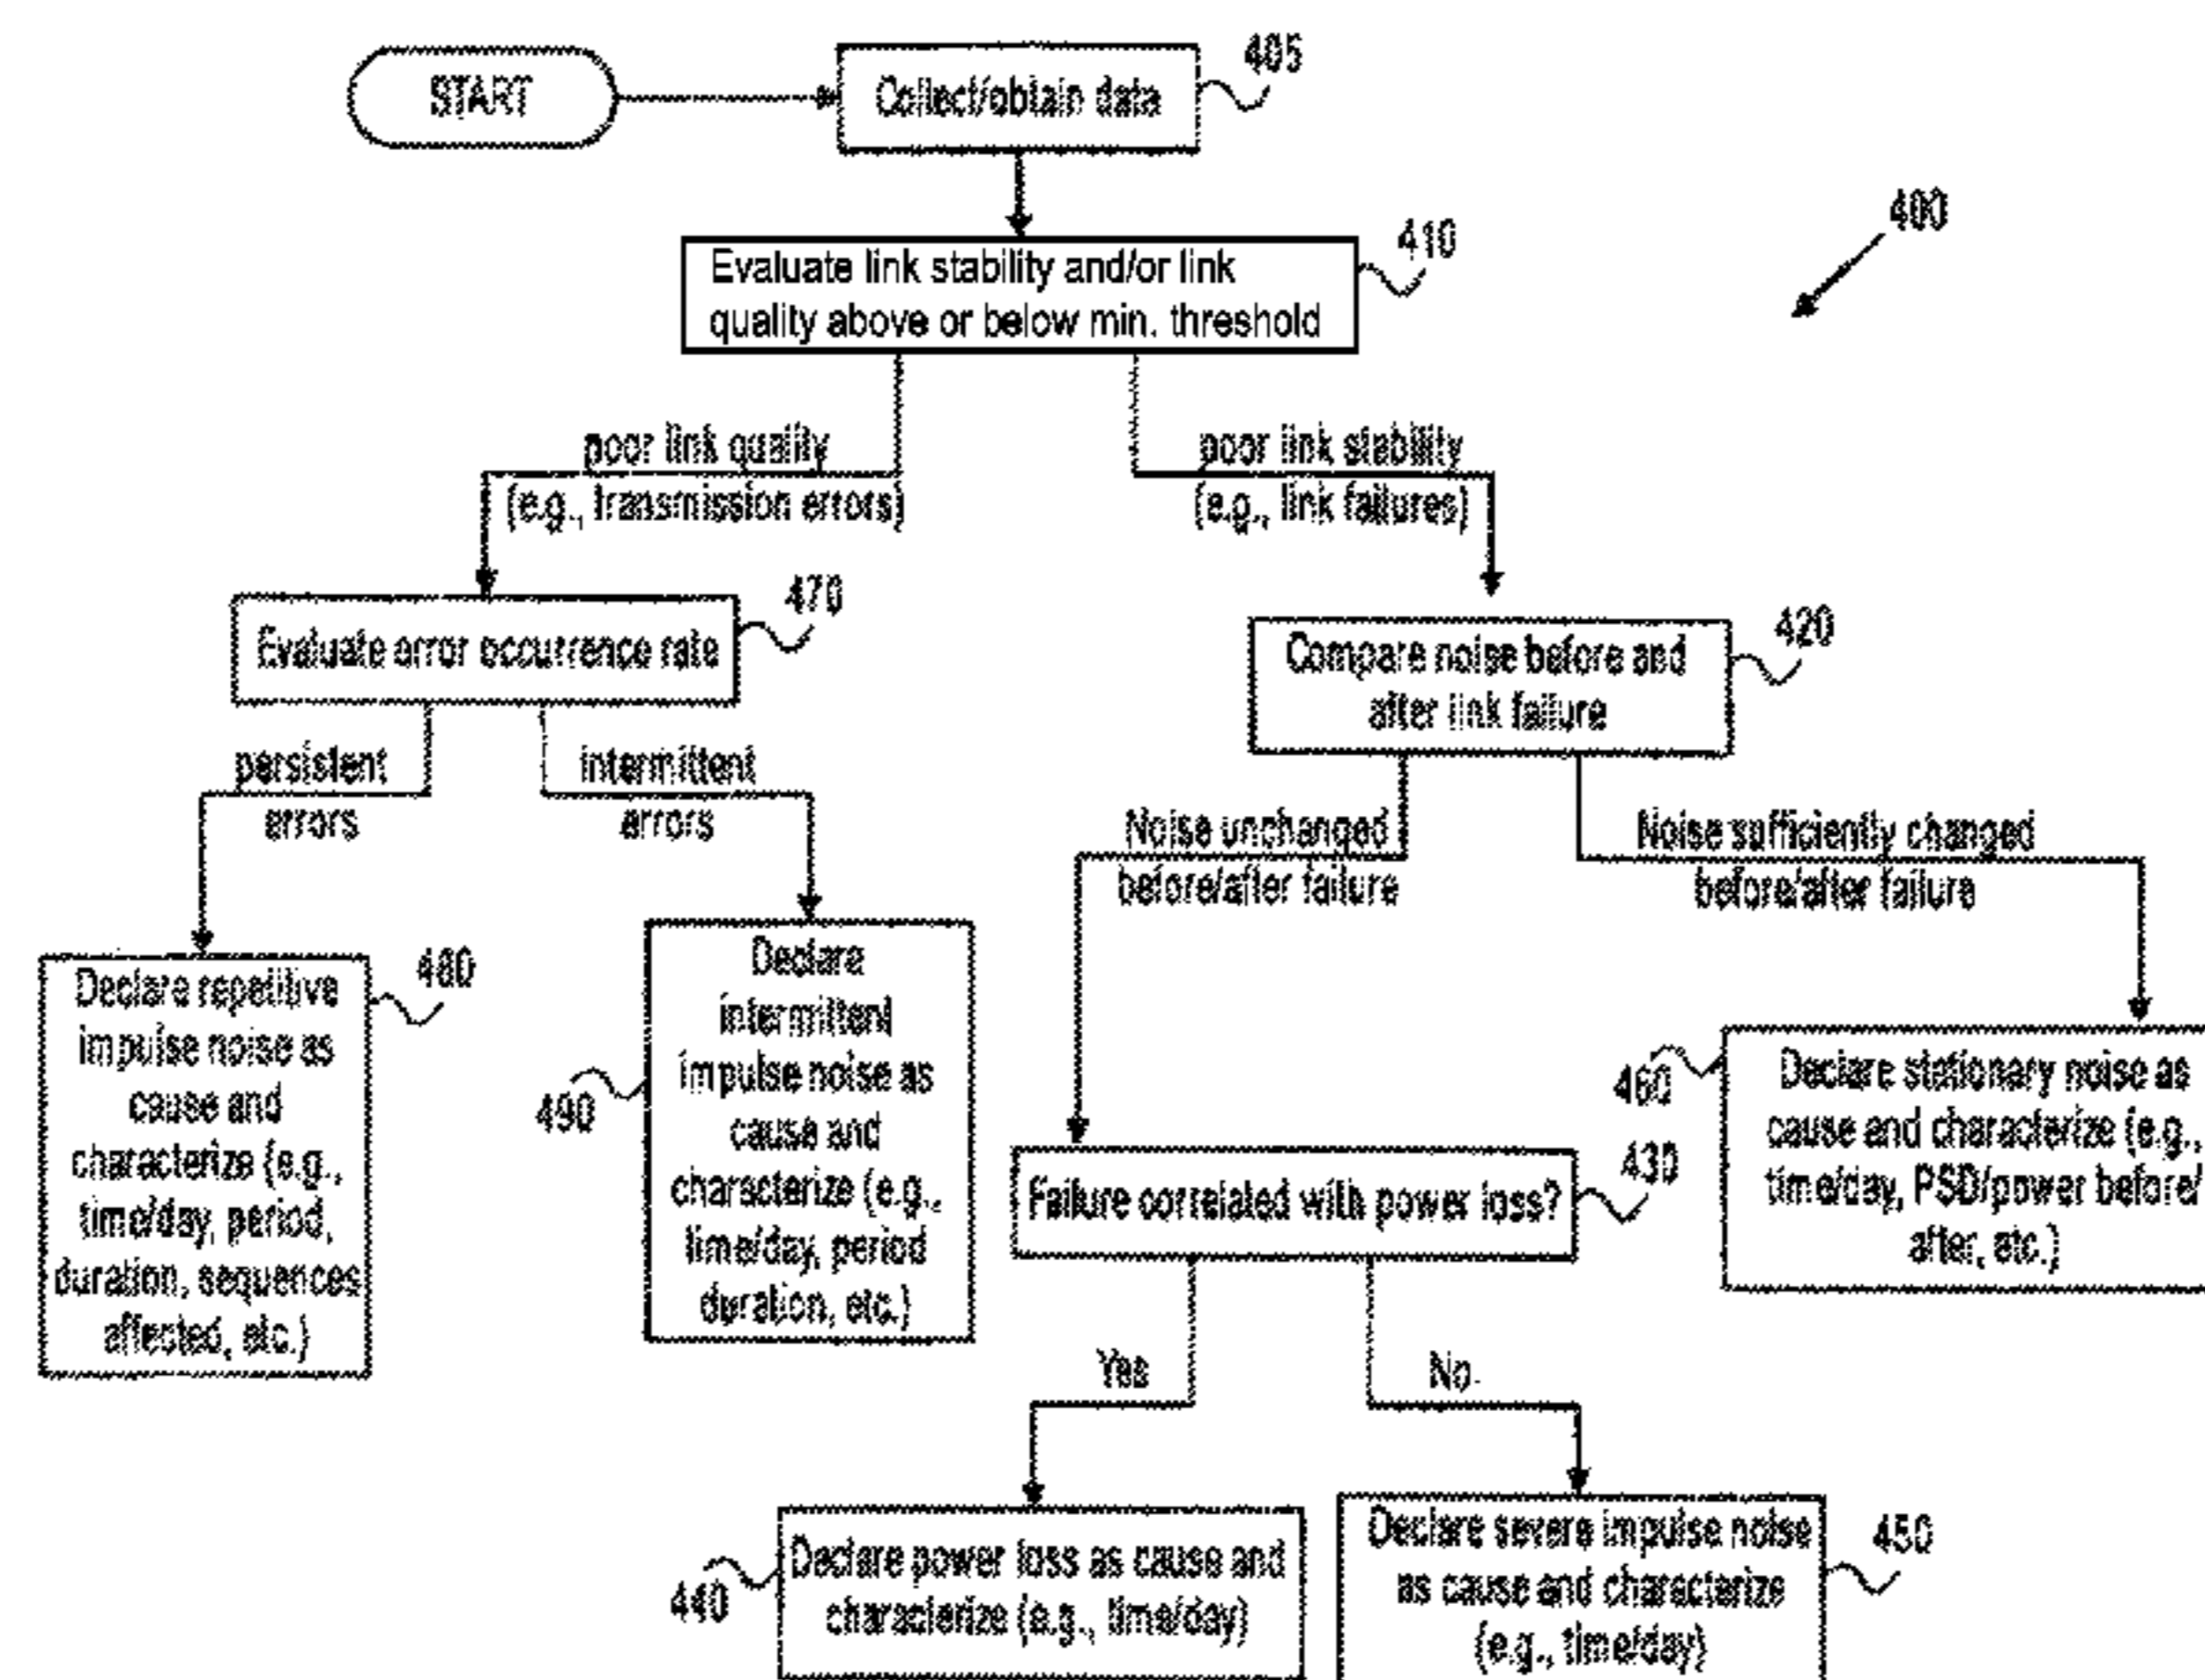 START
Collect/obtain data
405
400
Evaluate link stability and/or link
quality above or below min. threshold
410
poor link quality
(e.g., transmission errors)
poor link stability
(e.g., link failures)
Evaluate error occurrence rate
470
Compare noise before and
after link failure
420
persistent
errors
intermittent
errors
Noise unchanged
before/after failure
Noise sufficiently changed
before/after failure
Declare repetitive
impulse noise as
cause and
characterize (e.g.,
time/day, period,
duration, sequences
affected, etc.)
480
Declare
intermittent
impulse noise as
cause and
characterize (e.g.,
time/day, period
duration, etc.)
490
Failure correlated with power loss?
430
Declare stationary noise as
cause and characterize (e.g.,
time/day, PSD/power before/
after, etc.)
460
Yes
No
Declare power loss as cause and
characterize (e.g., time/day)
440
Declare severe impulse noise
as cause and characterize
(e.g., time/day)
450